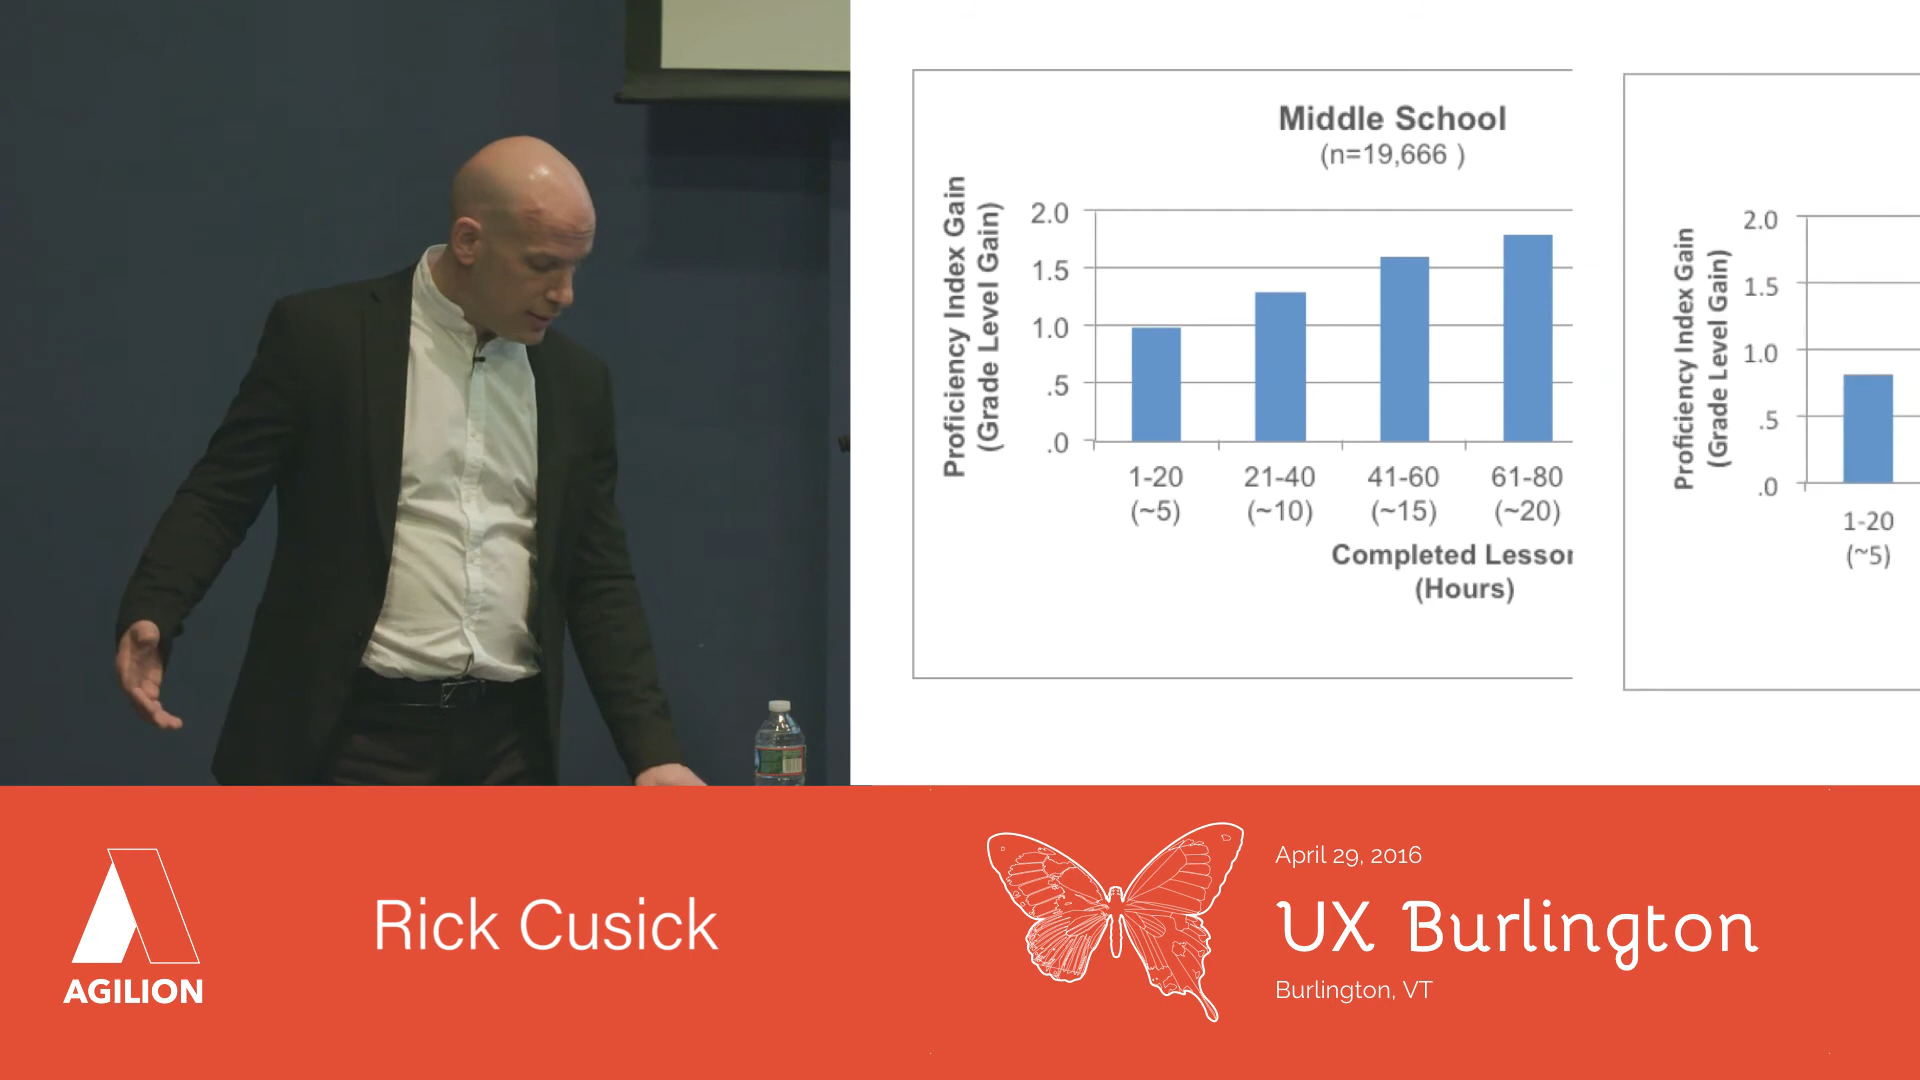 Middle School
(n=19,666 )
Proficiency Index Gain
(Grade Level Gain)
2.0
1.5
1.0
.5
.0
1-20
(~5)
21-40
(~10)
41-60
(~15)
61-80
(~20)
Completed Lesson
(Hours)
Proficiency Index Gain
(Grade Level Gain)
2.0
1.5
1.0
.5
.0
1-20
(~5)
AGILION
Rick Cusick
April 29, 2016
UX Burlington
Burlington, VT